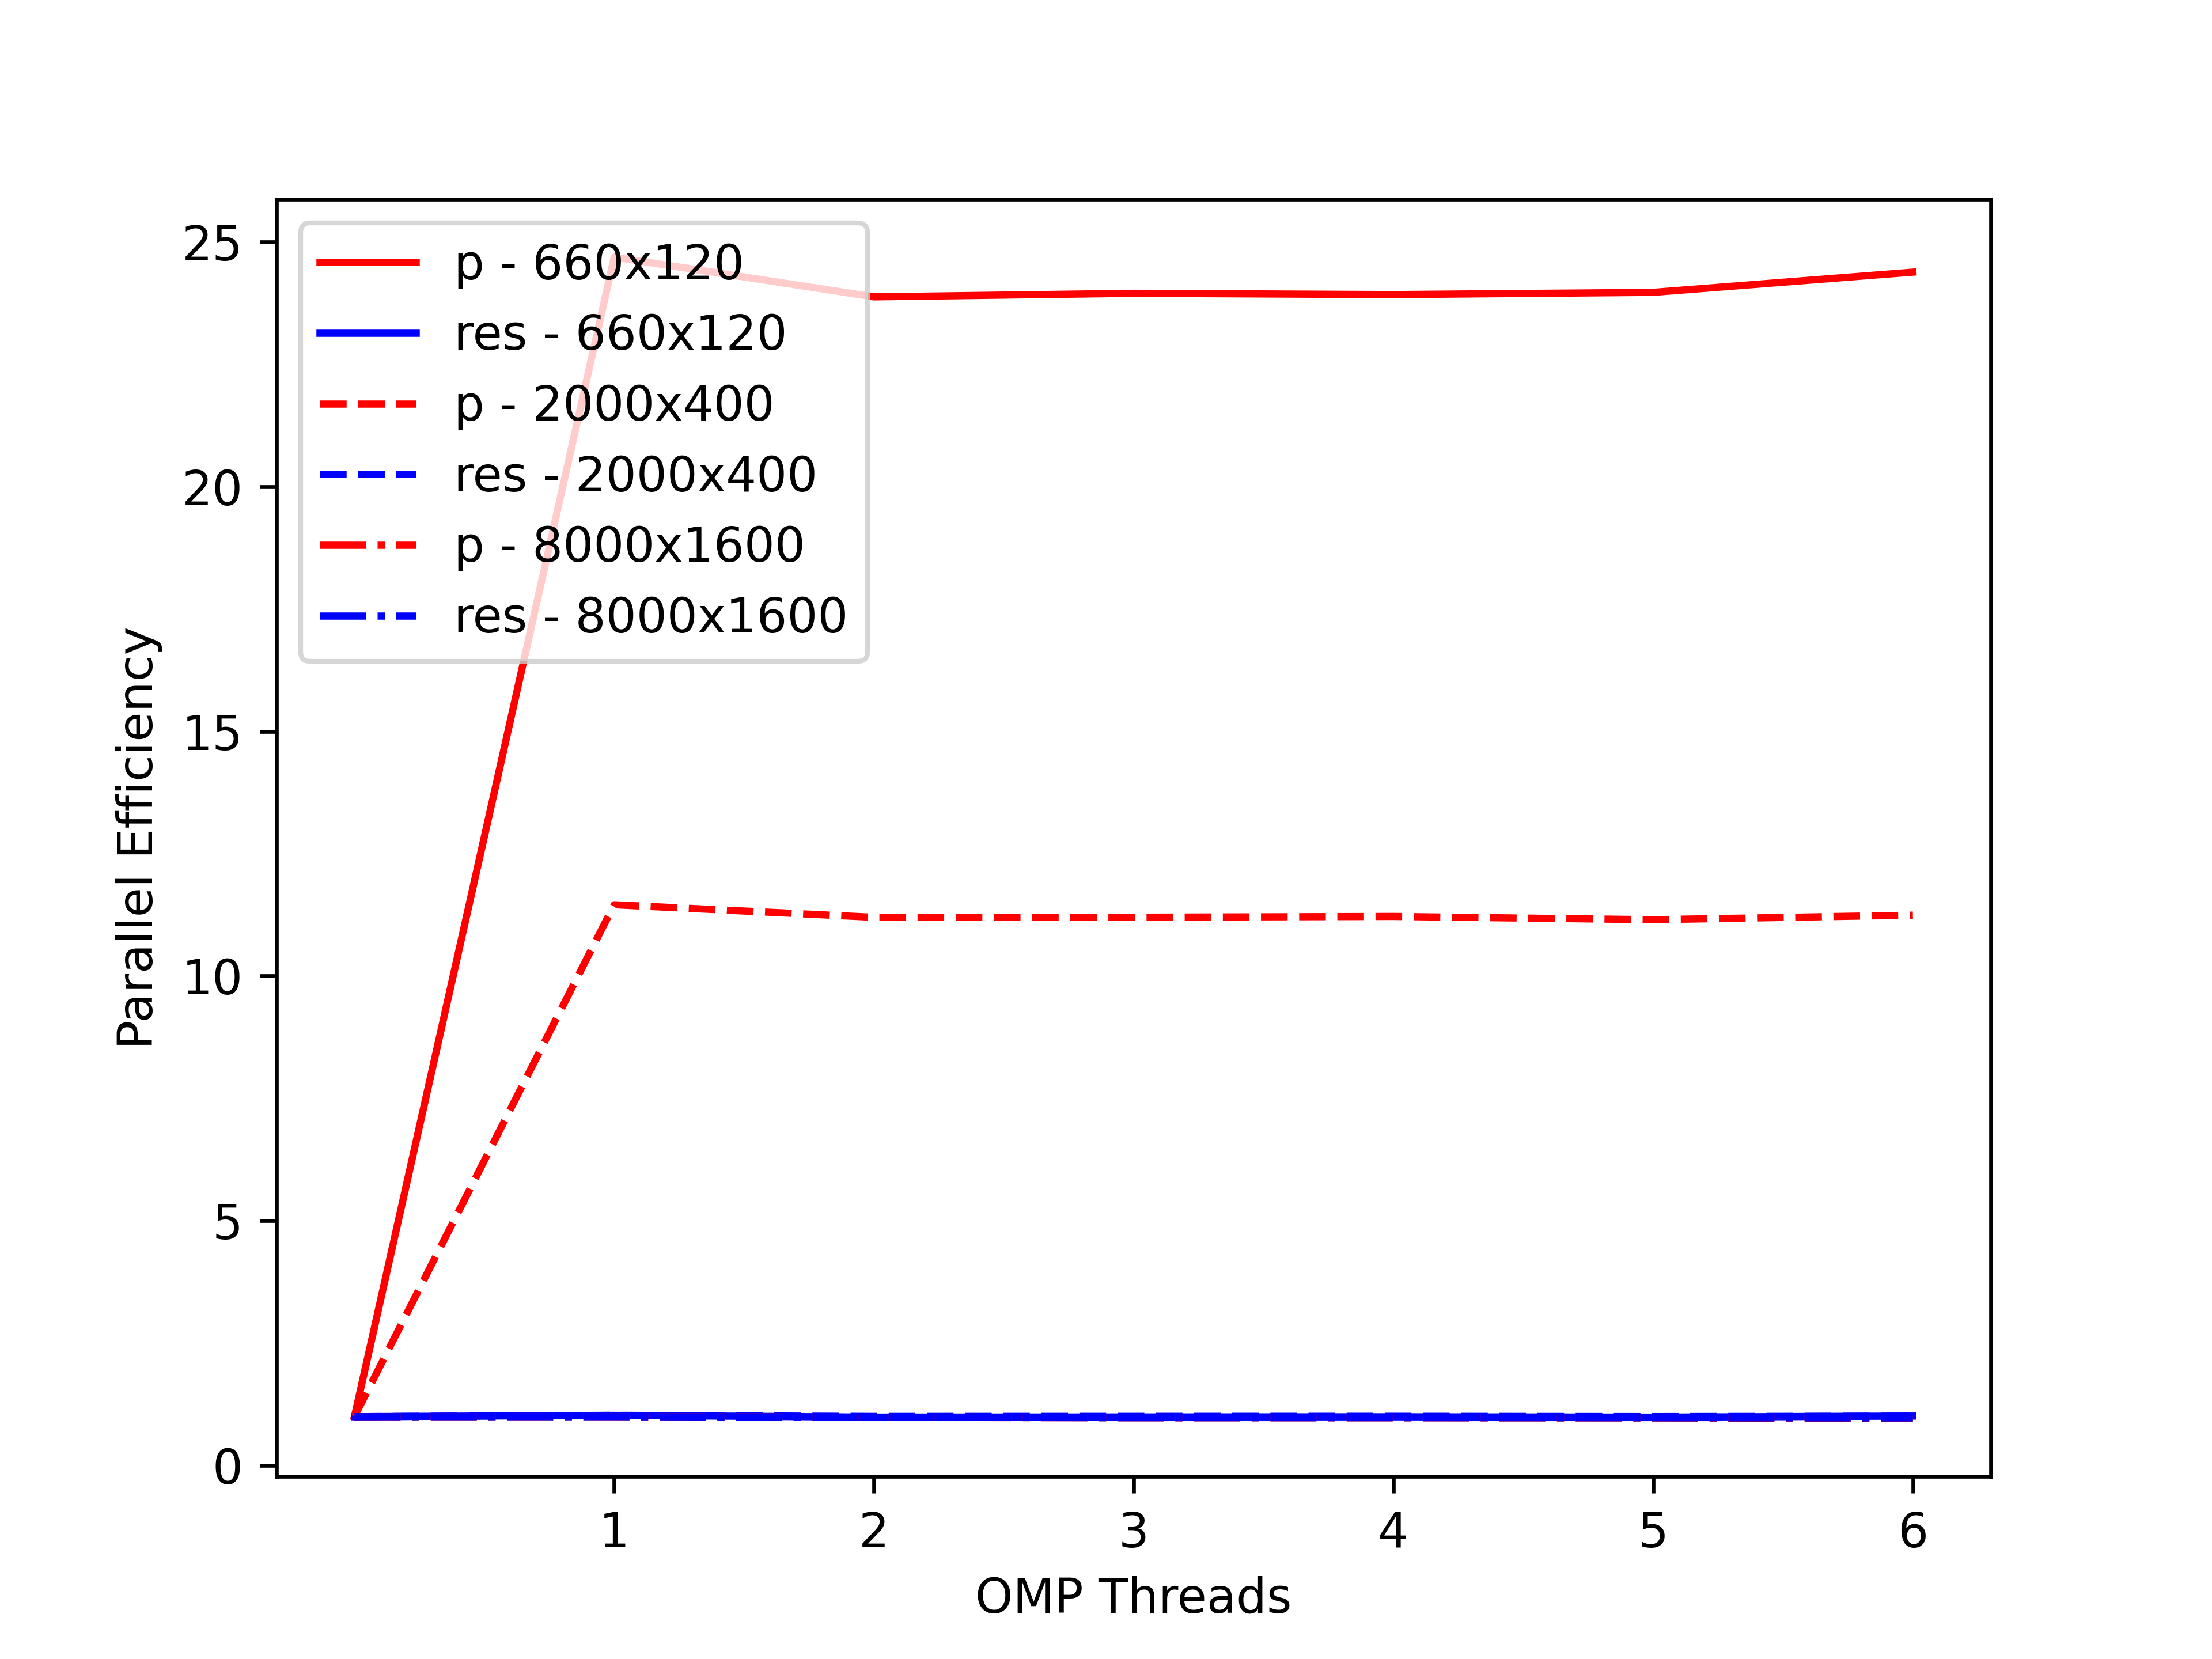 25
20
15
10
5
0
Parallel Efficiency
p - 660x120
res - 660x120
p - 2000x400
res - 2000x400
p - 8000x1600
res - 8000x1600
1 2 3 4 5 6
OMP Threads